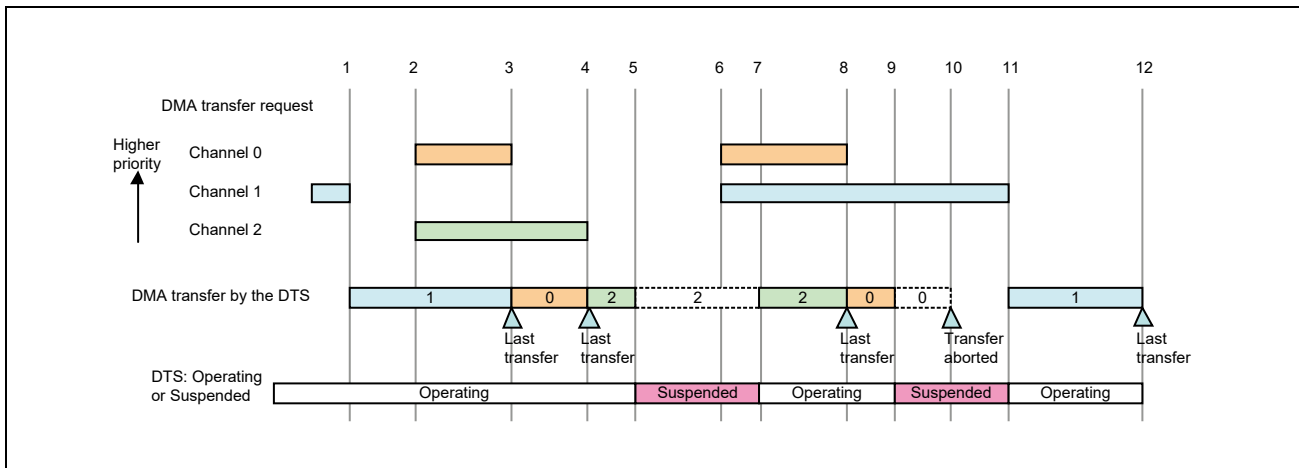 1 2 3 4 5 6 7 8 9 10 11 12
DMA transfer request
Higher
priority
Channel 0
Channel 1
Channel 2
DMA transfer by the DTS
1 0 2 2 2 0 0 1
Last
transfer
Last
transfer
Last
transfer
Transfer
aborted
Last
transfer
DTS: Operating
or Suspended
Operating Suspended Operating Suspended Operating